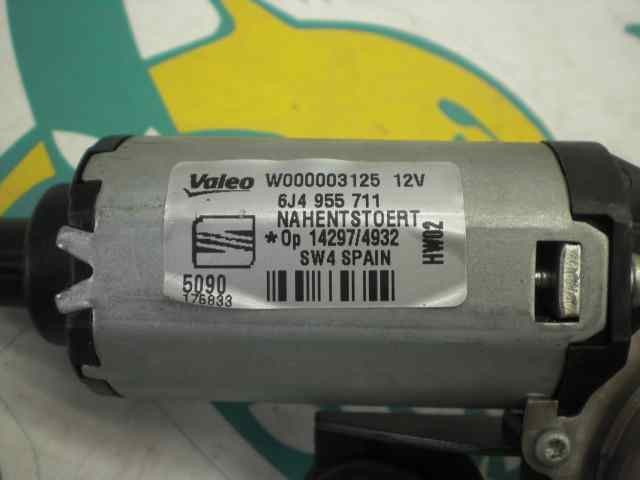 Valeo W000003125 12V
6J4 955 711
NAHENTSTOERT
*Op 14297/4932
SW4 SPAIN
HW02
5090
176833